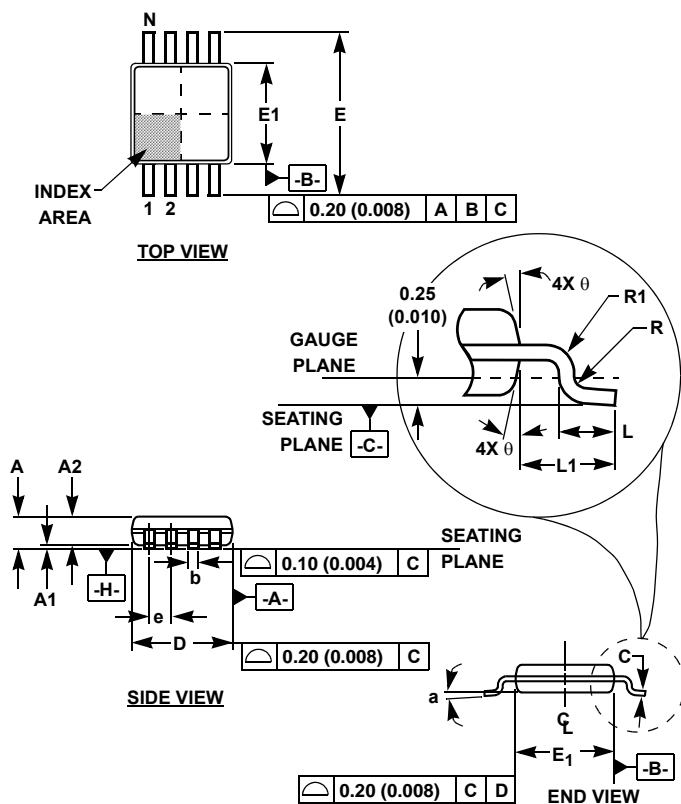 N
E1
E
-B-
INDEX
AREA
1 2
0.20 (0.008) A B C
TOP VIEW
4X θ
0.25
(0.010)
R1
R
GAUGE
PLANE
SEATING
PLANE
-C-
4X θ
L
L1
A
A2
SEATING
PLANE
0.10 (0.004) C
A1
-H-
b
-A-
e
D
0.20 (0.008) C
SIDE VIEW
C
a
CL
E1
-B-
0.20 (0.008) C D
END VIEW